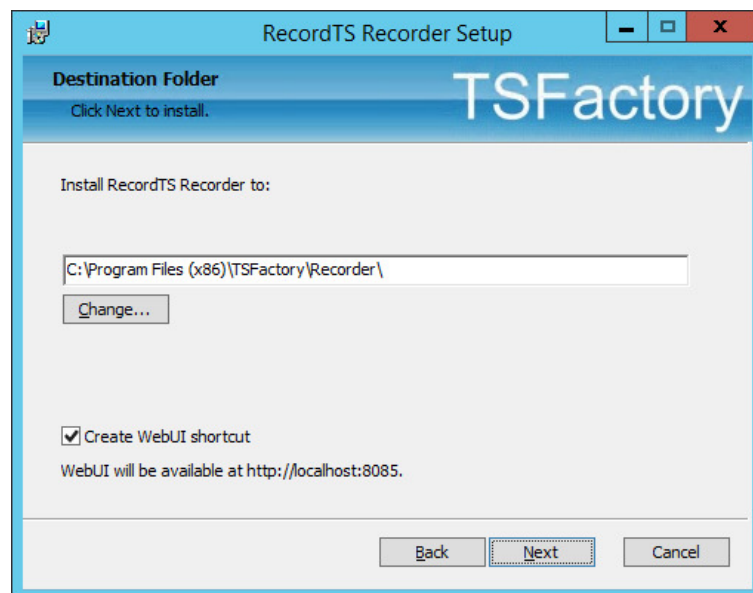 RecordTS Recorder Setup
Destination Folder
Click Next to install.
TSFactory
Install RecordTS Recorder to:
C:\Program Files (x86)\TSFactory\Recorder\
Change...
Create WebUI shortcut
WebUI will be available at http://localhost:8085.
Back Next Cancel